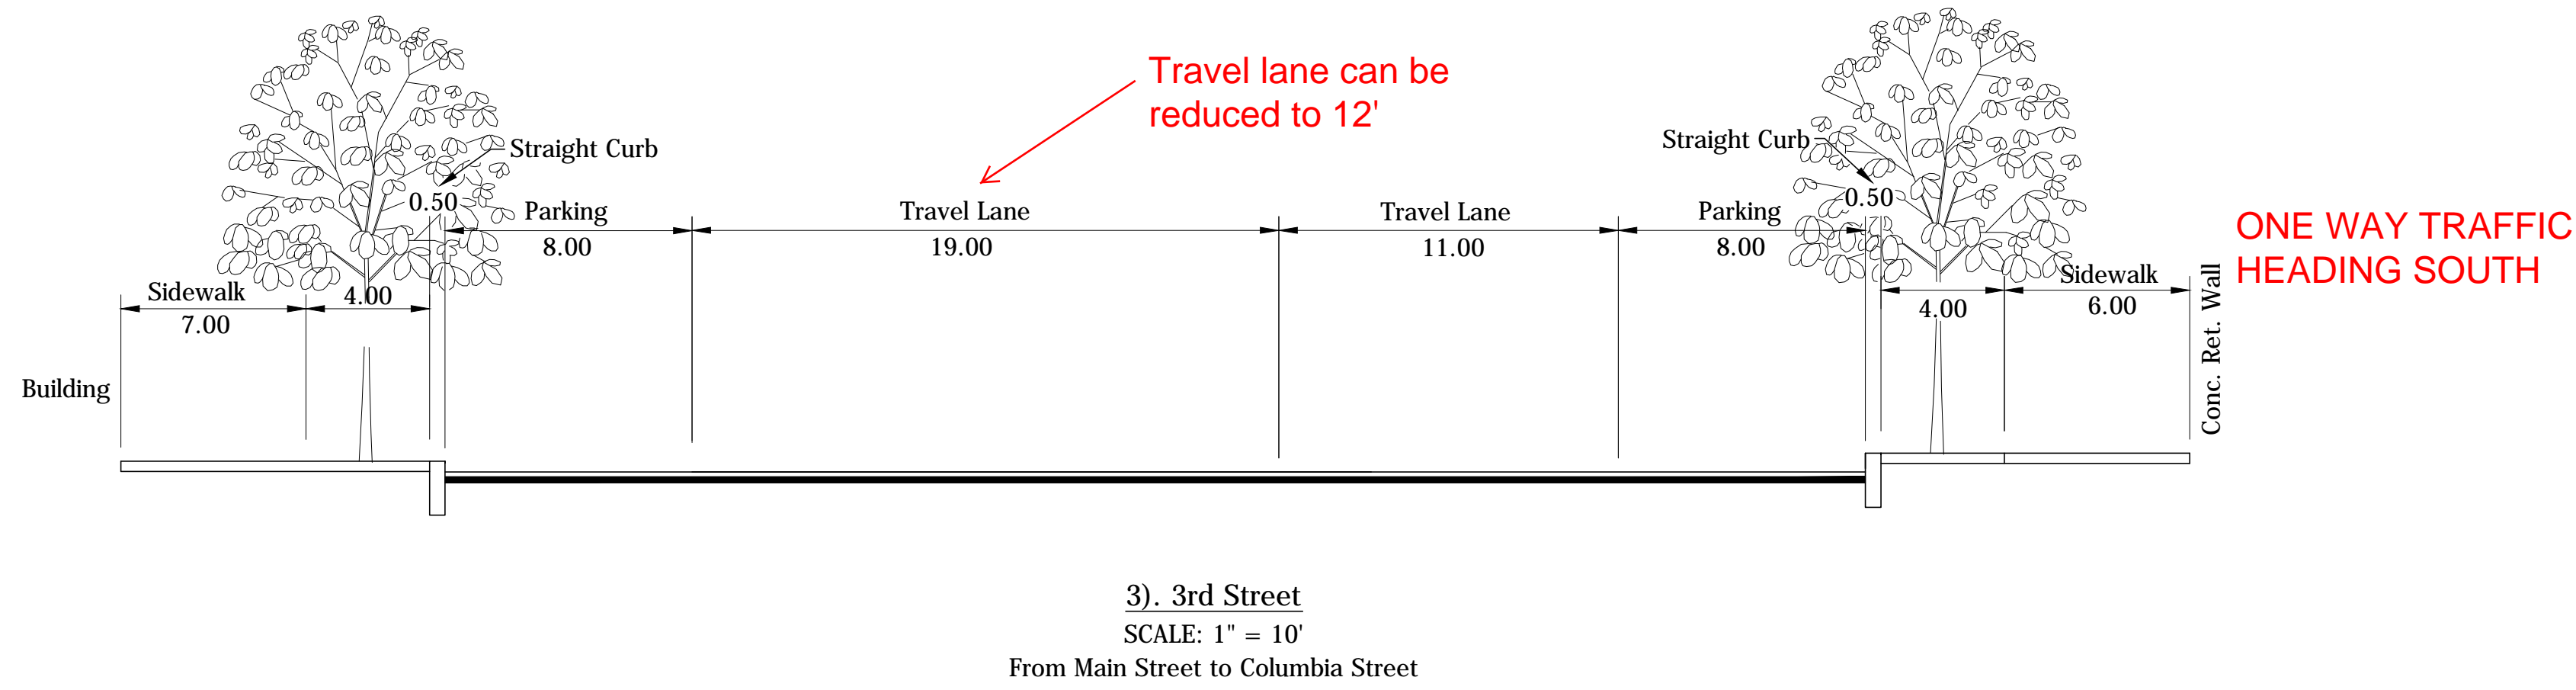 Travel lane can be
reduced to 12'
Straight Curb
Straight Curb
0.50
Parking
8.00
Travel Lane
19.00
Travel Lane
11.00
Parking
8.00
0.50
ONE WAY TRAFFIC
HEADING SOUTH
Sidewalk
7.00
4.00
4.00
Sidewalk
6.00
Building
Conc. Ret. Wall
3). 3rd Street
SCALE: 1" = 10'
From Main Street to Columbia Street